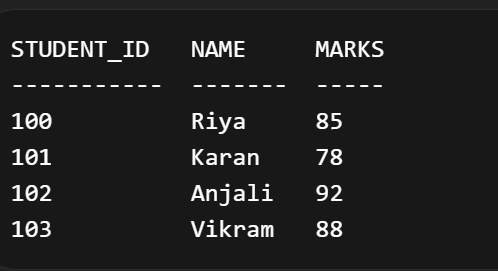 STUDENT_ID   NAME     MARKS
-----------  -------  -----
100          Riya     85
101          Karan    78
102          Anjali   92
103          Vikram   88